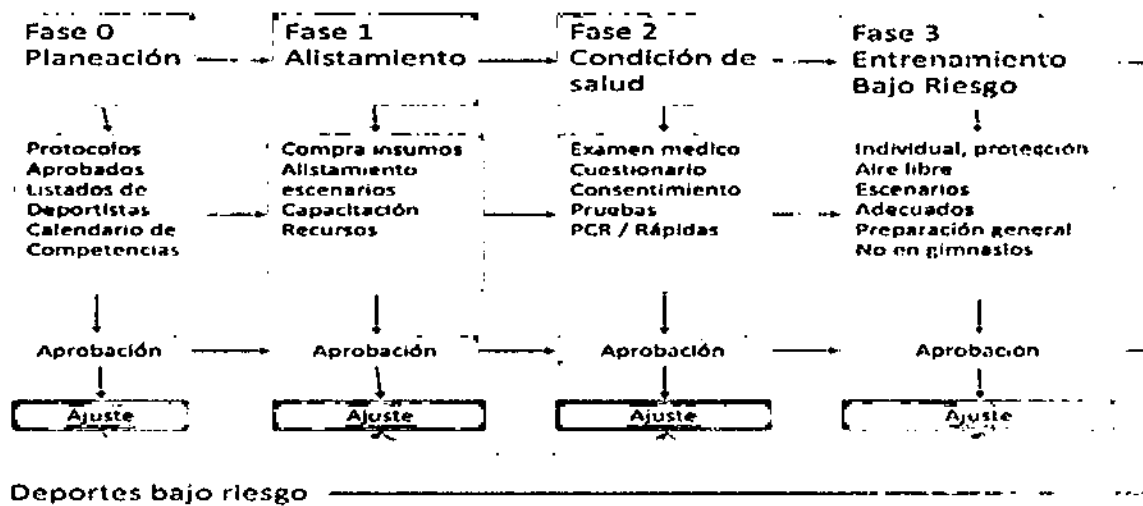 Fase 0
Planeación
Fase 1
Alistamiento
Fase 2
Condición de
salud
Fase 3
Entrenamiento
Bajo Riesgo
Protocolos
Aprobados
Listados de
Deportistas
Calendario de
Competencias
Compra insumos
Alistamiento
escenarios
Capacitación
Recursos
Examen medico
Cuestionario
Consentimiento
Pruebas
PCR / Rápidas
Individual, protección
Aire libre
Escenarios
Adecuados
Preparación general
No en gimnasios
Aprobación
Aprobación
Aprobación
Aprobación
Ajuste
Ajuste
Ajuste
Ajuste
Deportes bajo riesgo